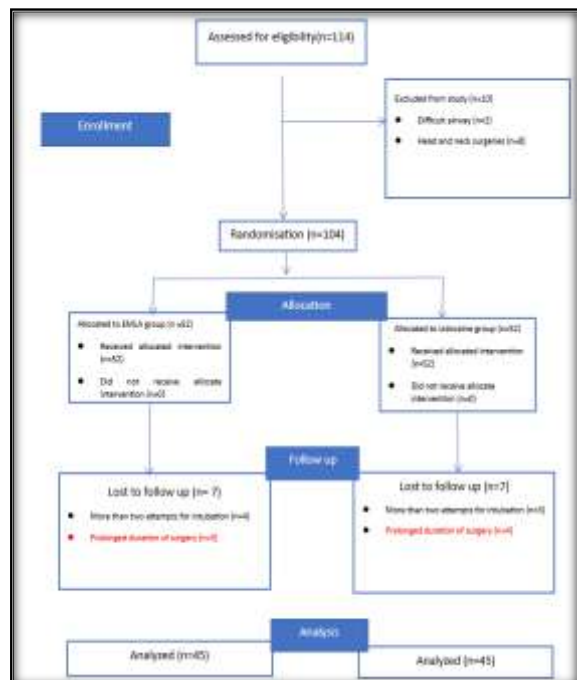 Assessed for eligibility(n=114)
Excluded from study (n=10)
Difficult airway (n=2)
Head and neck surgeries (n=8)
Enrollment
Randomisation (n=104)
Allocation
Allocated to EMLA group (n =52)
Received allocated intervention
(n=52)
Did not receive allocate
intervention (n=0)
Allocated to Lidocaine group (n=52)
Received allocated intervention
(n=52)
Did not receive allocate
intervention (n=0)
Follow up
Lost to follow up (n= 7)
More than two attempts for intubation (n=4)
Prolonged duration of surgery
Lost to follow up (n=7)
More than two attempts for intubation
Prolonged duration of surgery (n=4)
Analysis
Analyzed (n=45)
Analyzed (n=45)